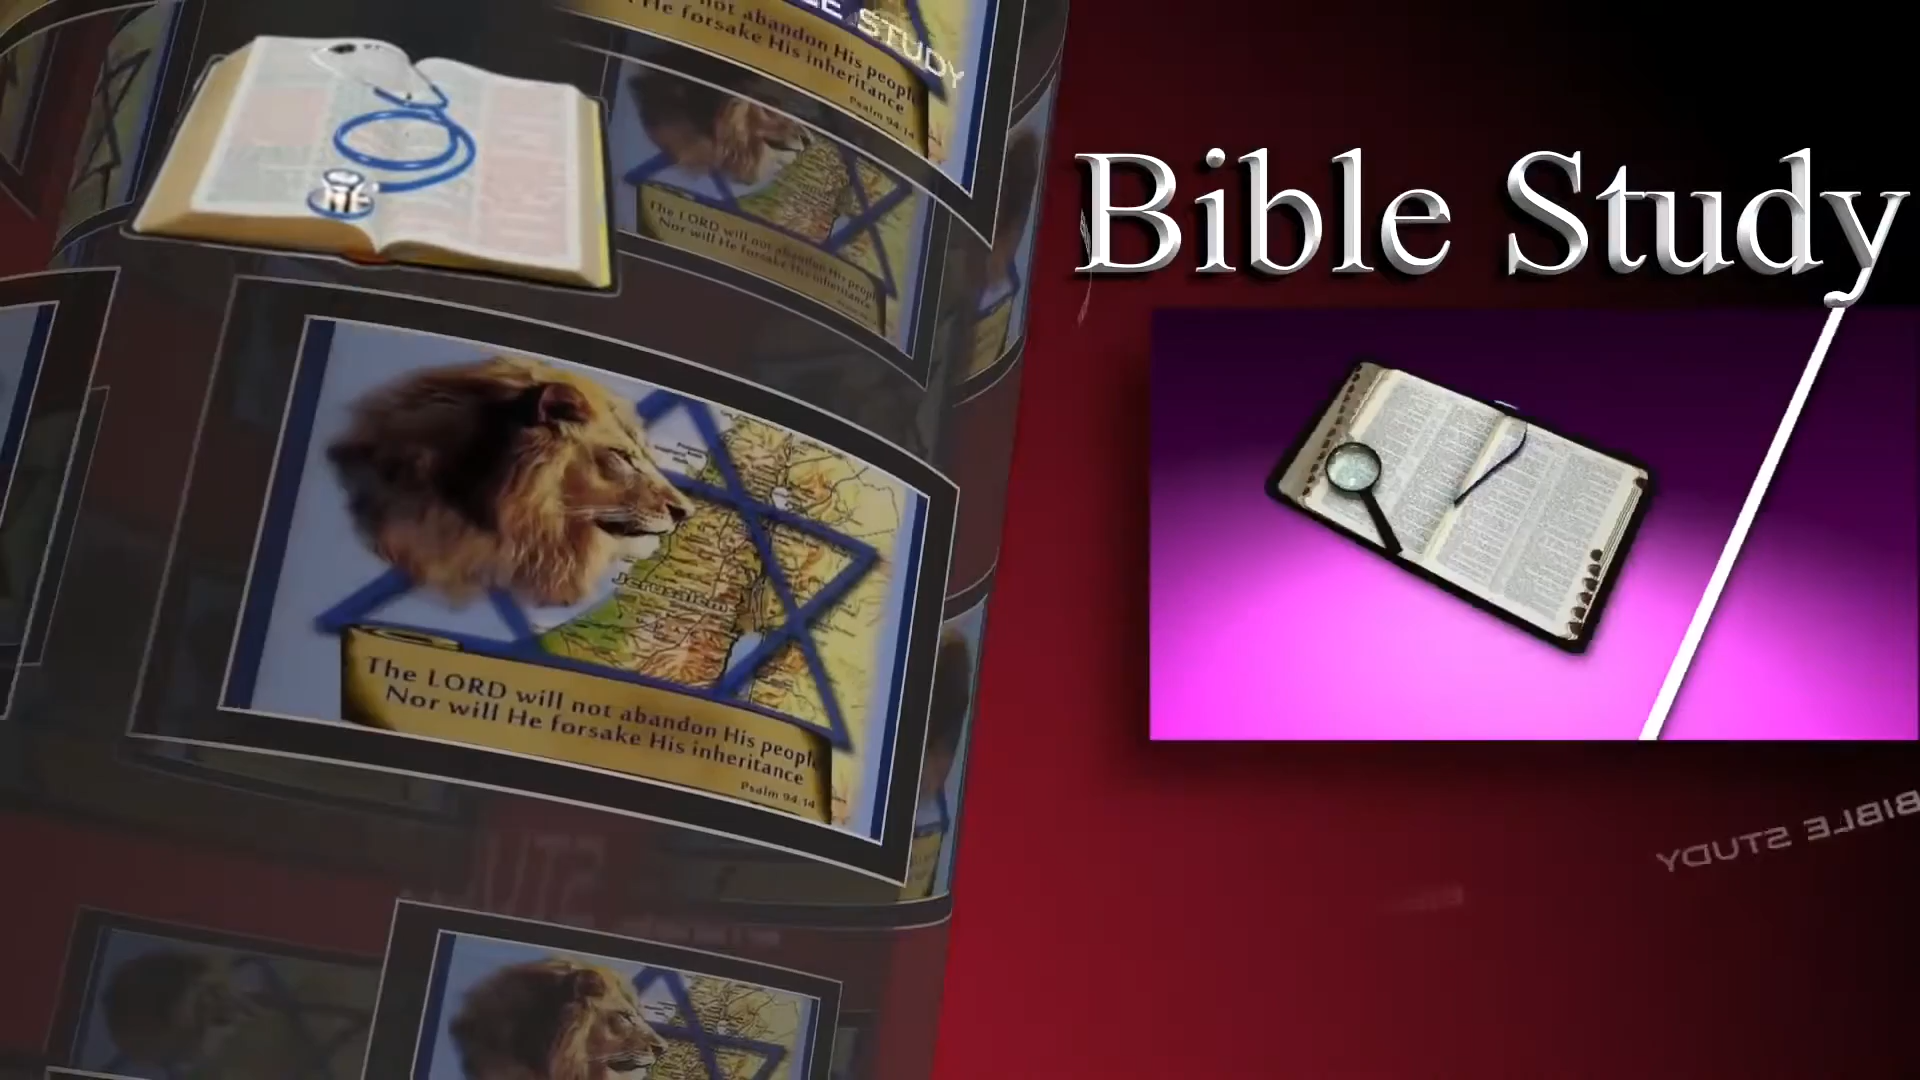 not abandon His people
He forsake His inheritance
Psalm 94:14
STUDY
The LORD will not abandon His people
Nor will He forsake His inheritance
Bible Study
Jerusalem
The LORD will not abandon His people
Nor will He forsake His inheritance
Psalm 94:14
BIBLE STUDY